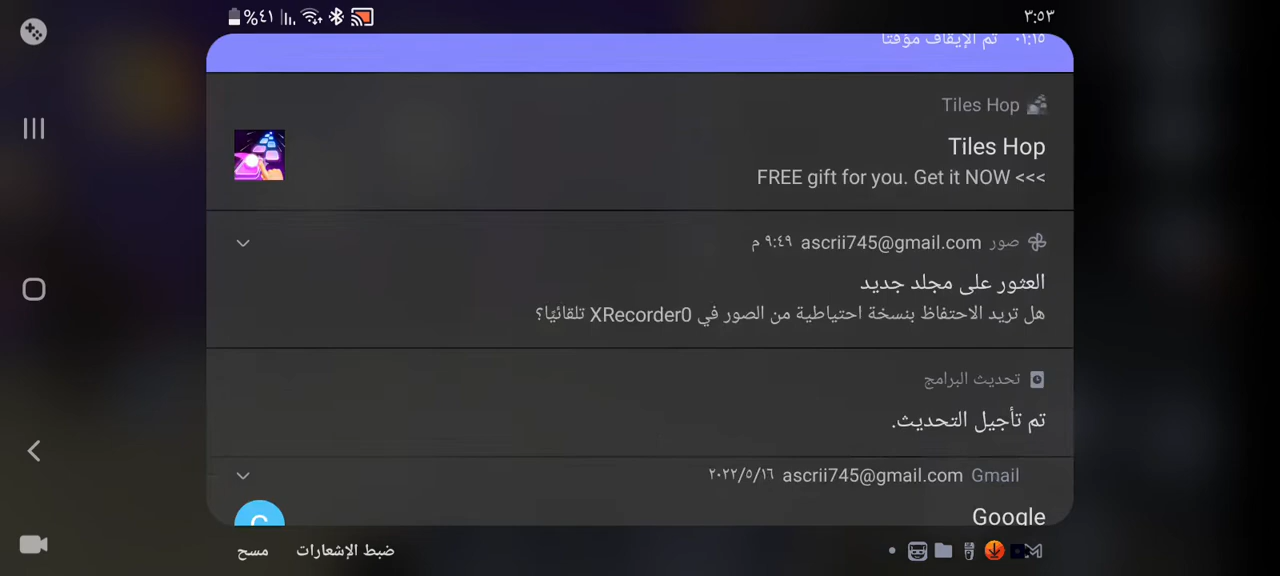 ٣:٥٣
%٤١
٠١:١٥ تم الإيقاف مؤقتًا
Tiles Hop
Tiles Hop
FREE gift for you. Get it NOW <<<
صور ascrii745@gmail.com ٩:٤٩ م
العثور على مجلد جديد
هل تريد الاحتفاظ بنسخة احتياطية من الصور في XRecorder0 تلقائيًا؟
تحديث البرامج
تم تأجيل التحديث.
Gmail ascrii745@gmail.com ٢٠٢٢/٥/١٦
Google
ضبط الإشعارات
مسح